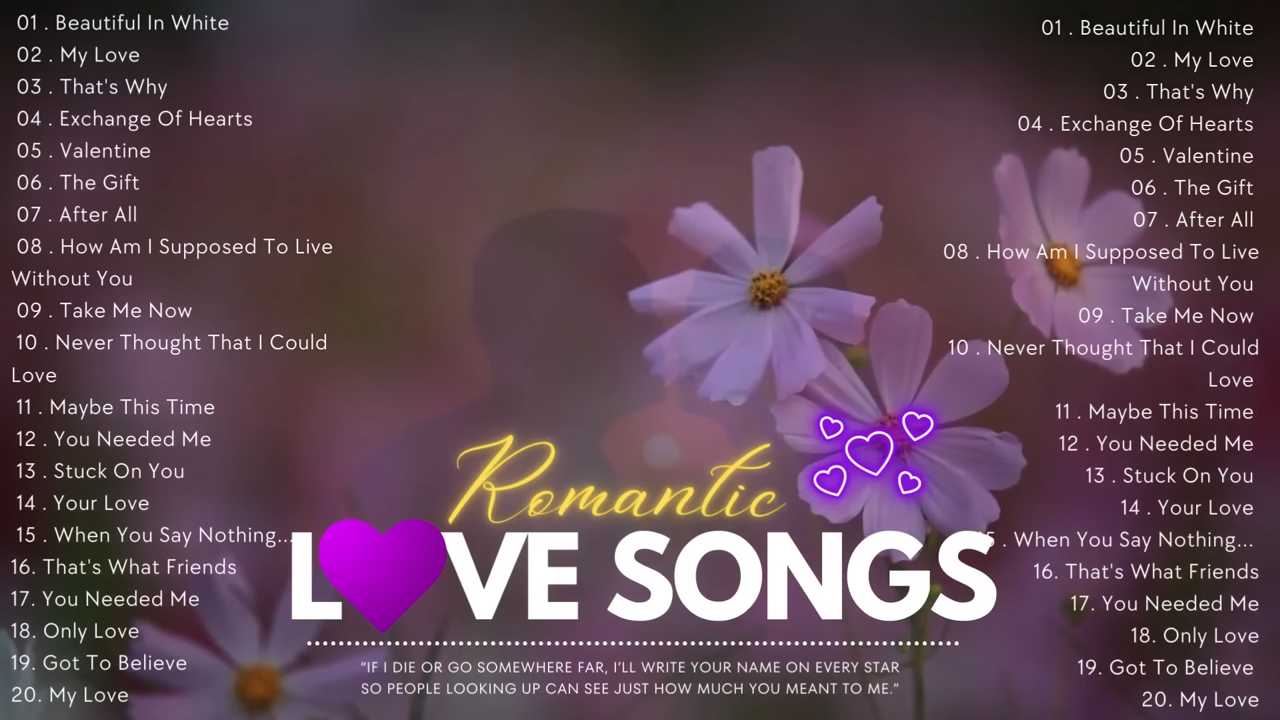 01 . Beautiful In White
02 . My Love
03 . That's Why
04 . Exchange Of Hearts
05 . Valentine
06 . The Gift
07 . After All
08 . How Am I Supposed To Live
Without You
09 . Take Me Now
10 . Never Thought That I Could
Love
11 . Maybe This Time
12 . You Needed Me
13 . Stuck On You
14 . Your Love
15 . When You Say Nothing...
16. That's What Friends
17. You Needed Me
18. Only Love
19. Got To Believe
20. My Love
Romantic
LOVE SONGS
“IF I DIE OR GO SOMEWHERE FAR, I’LL WRITE YOUR NAME ON EVERY STAR
SO PEOPLE LOOKING UP CAN SEE JUST HOW MUCH YOU MEANT TO ME.”
01 . Beautiful In White
02 . My Love
03 . That's Why
04 . Exchange Of Hearts
05 . Valentine
06 . The Gift
07 . After All
08 . How Am I Supposed To Live
Without You
09 . Take Me Now
10 . Never Thought That I Could
Love
11 . Maybe This Time
12 . You Needed Me
13 . Stuck On You
14 . Your Love
5 . When You Say Nothing...
16. That's What Friends
17. You Needed Me
18. Only Love
19. Got To Believe
20. My Love